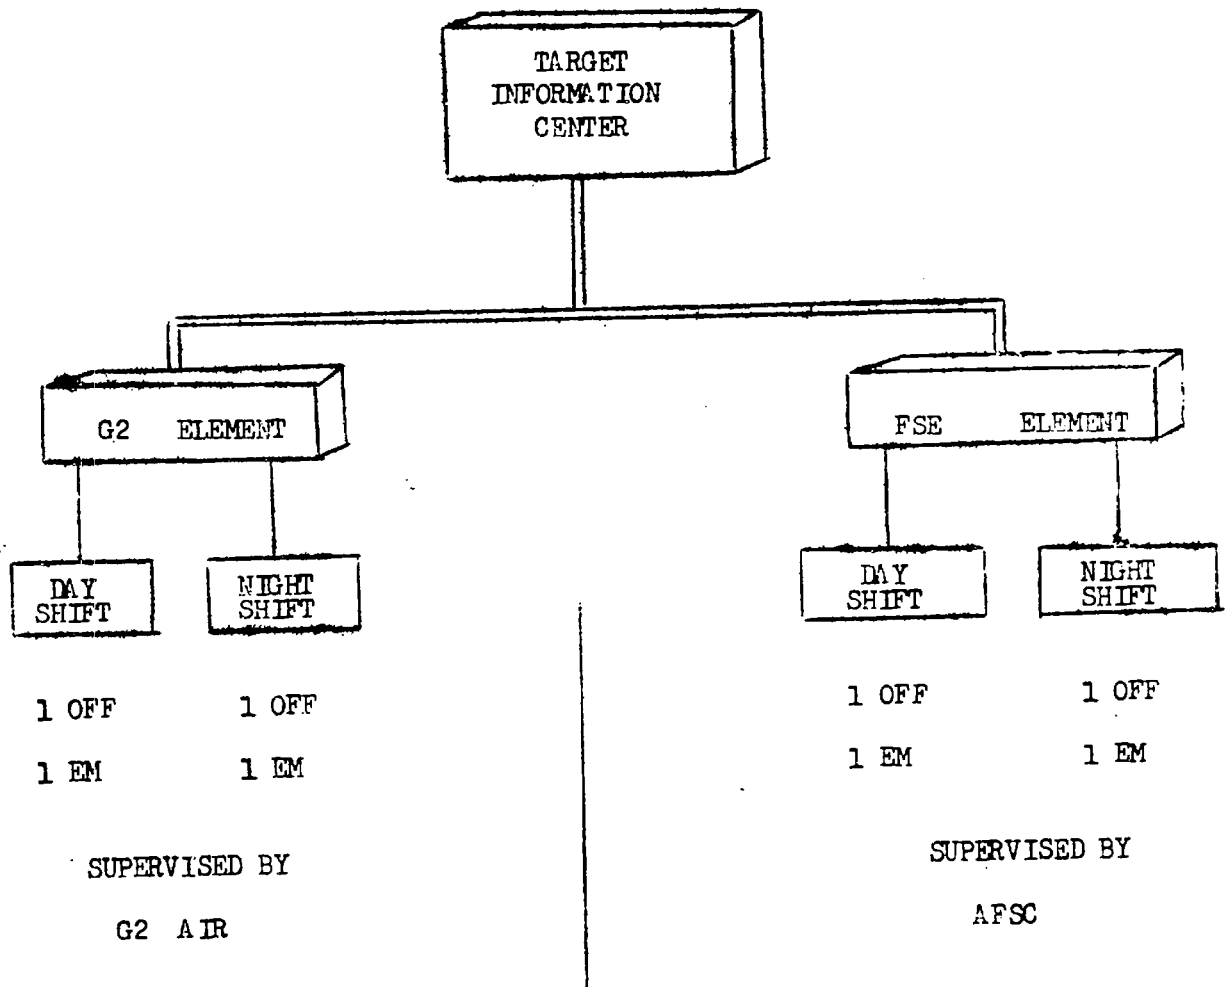 TARGET
INFORMATION
CENTER
G2 ELEMENT
DAY
SHIFT
NIGHT
SHIFT
1 OFF
1 OFF
1 EM
1 EM
SUPERVISED BY
G2 AIR
FSE ELEMENT
DAY
SHIFT
NIGHT
SHIFT
1 OFF
1 OFF
1 EM
1 EM
SUPERVISED BY
AFSC